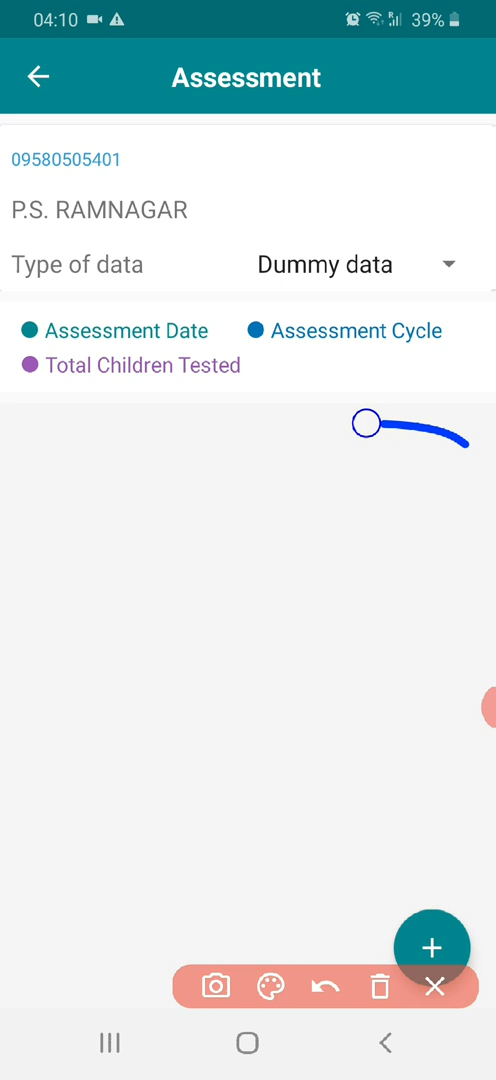 04:10 39%
Assessment
09580505401
P.S. RAMNAGAR
Type of data Dummy data
Assessment Date Assessment Cycle
Total Children Tested